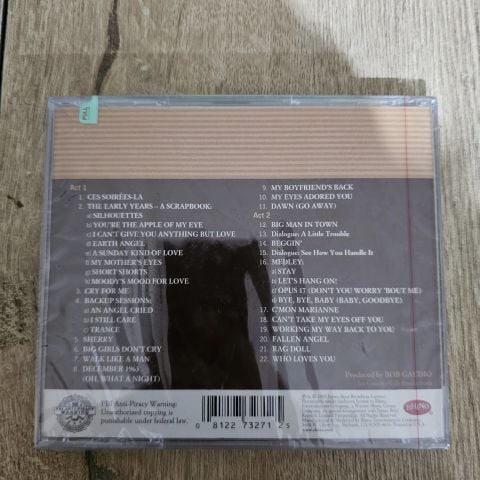 PULL
Act 1
1. CES SOIRÉES-LA
2. THE EARLY YEARS – A SCRAPBOOK:
a) SILHOUETTES
b) YOU'RE THE APPLE OF MY EYE
c) I CAN'T GIVE YOU ANYTHING BUT LOVE
d) EARTH ANGEL
e) A SUNDAY KIND OF LOVE
f) MY MOTHER'S EYES
g) SHORT SHORTS
h) MOODY'S MOOD FOR LOVE
3. CRY FOR ME
4. BACKUP SESSIONS:
a) AN ANGEL CRIED
b) I STILL CARE
c) TRANCE
5. SHERRY
6. BIG GIRLS DON'T CRY
7. WALK LIKE A MAN
8. DECEMBER 1963
(OH, WHAT A NIGHT)
9. MY BOYFRIEND'S BACK
10. MY EYES ADORED YOU
11. DAWN (GO AWAY)
Act 2
12. BIG MAN IN TOWN
13. Dialogue: A Little Trouble
14. BEGGIN'
15. Dialogue: See How You Handle It
16. MEDLEY:
a) STAY
b) LET'S HANG ON!
c) OPUS 17 (DON'T YOU WORRY 'BOUT ME)
d) BYE, BYE, BABY (BABY, GOODBYE)
17. C'MON MARIANNE
18. CAN'T TAKE MY EYES OFF YOU
19. WORKING MY WAY BACK TO YOU
20. FALLEN ANGEL
21. RAG DOLL
22. WHO LOVES YOU
Produced by BOB GAUDIO
FBI Anti-Piracy Warning:
Unauthorized copying is
punishable under federal law.
0 81227 32712 5
RHINO